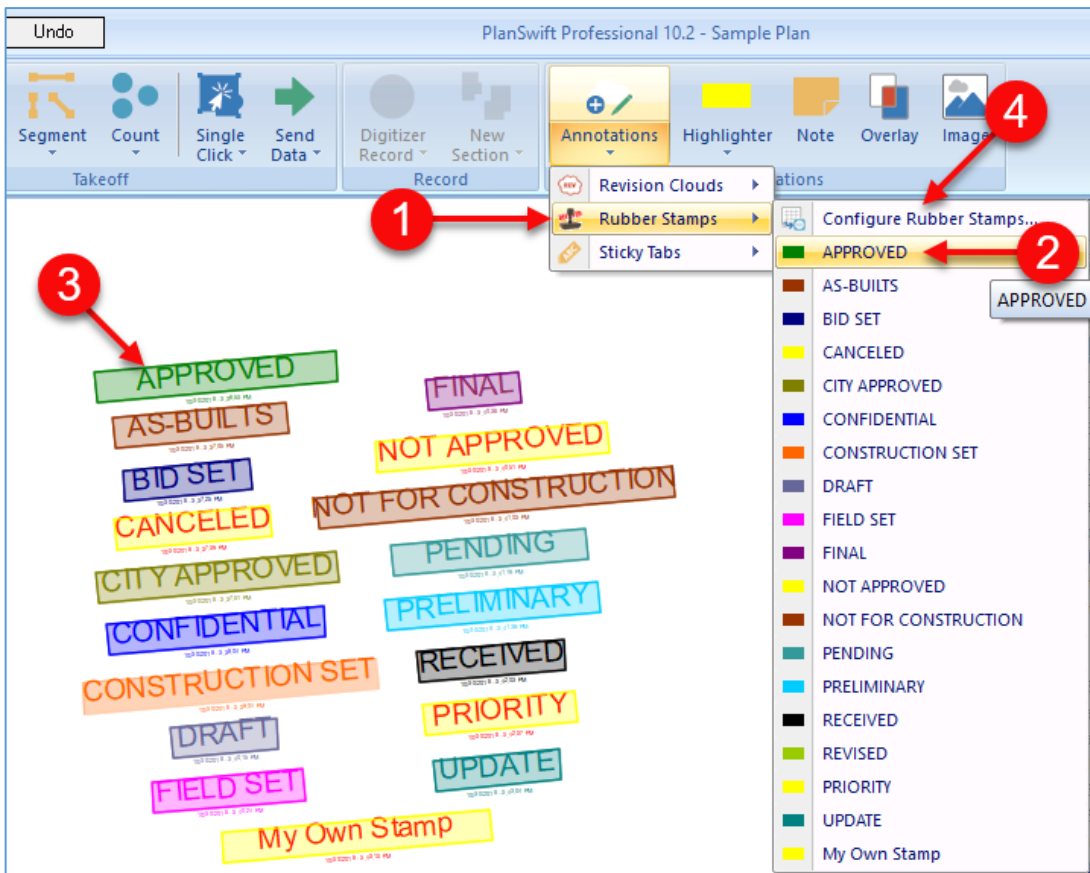 Undo
PlanSwift Professional 10.2 - Sample Plan
Segment
Count
Single Click
Send Data
Takeoff
Digitizer Record
New Section
Record
Annotations
Highlighter
Note
Overlay
Image
ations
Revision Clouds
Rubber Stamps
Sticky Tabs
Configure Rubber Stamps...
APPROVED
AS-BUILTS
BID SET
CANCELED
CITY APPROVED
CONFIDENTIAL
CONSTRUCTION SET
DRAFT
FIELD SET
FINAL
NOT APPROVED
NOT FOR CONSTRUCTION
PENDING
PRELIMINARY
RECEIVED
REVISED
PRIORITY
UPDATE
My Own Stamp
APPROVED
1
2
3
4
APPROVED
AS-BUILTS
BID SET
CANCELED
CITY APPROVED
CONFIDENTIAL
CONSTRUCTION SET
DRAFT
FIELD SET
FINAL
NOT APPROVED
NOT FOR CONSTRUCTION
PENDING
PRELIMINARY
RECEIVED
PRIORITY
UPDATE
My Own Stamp